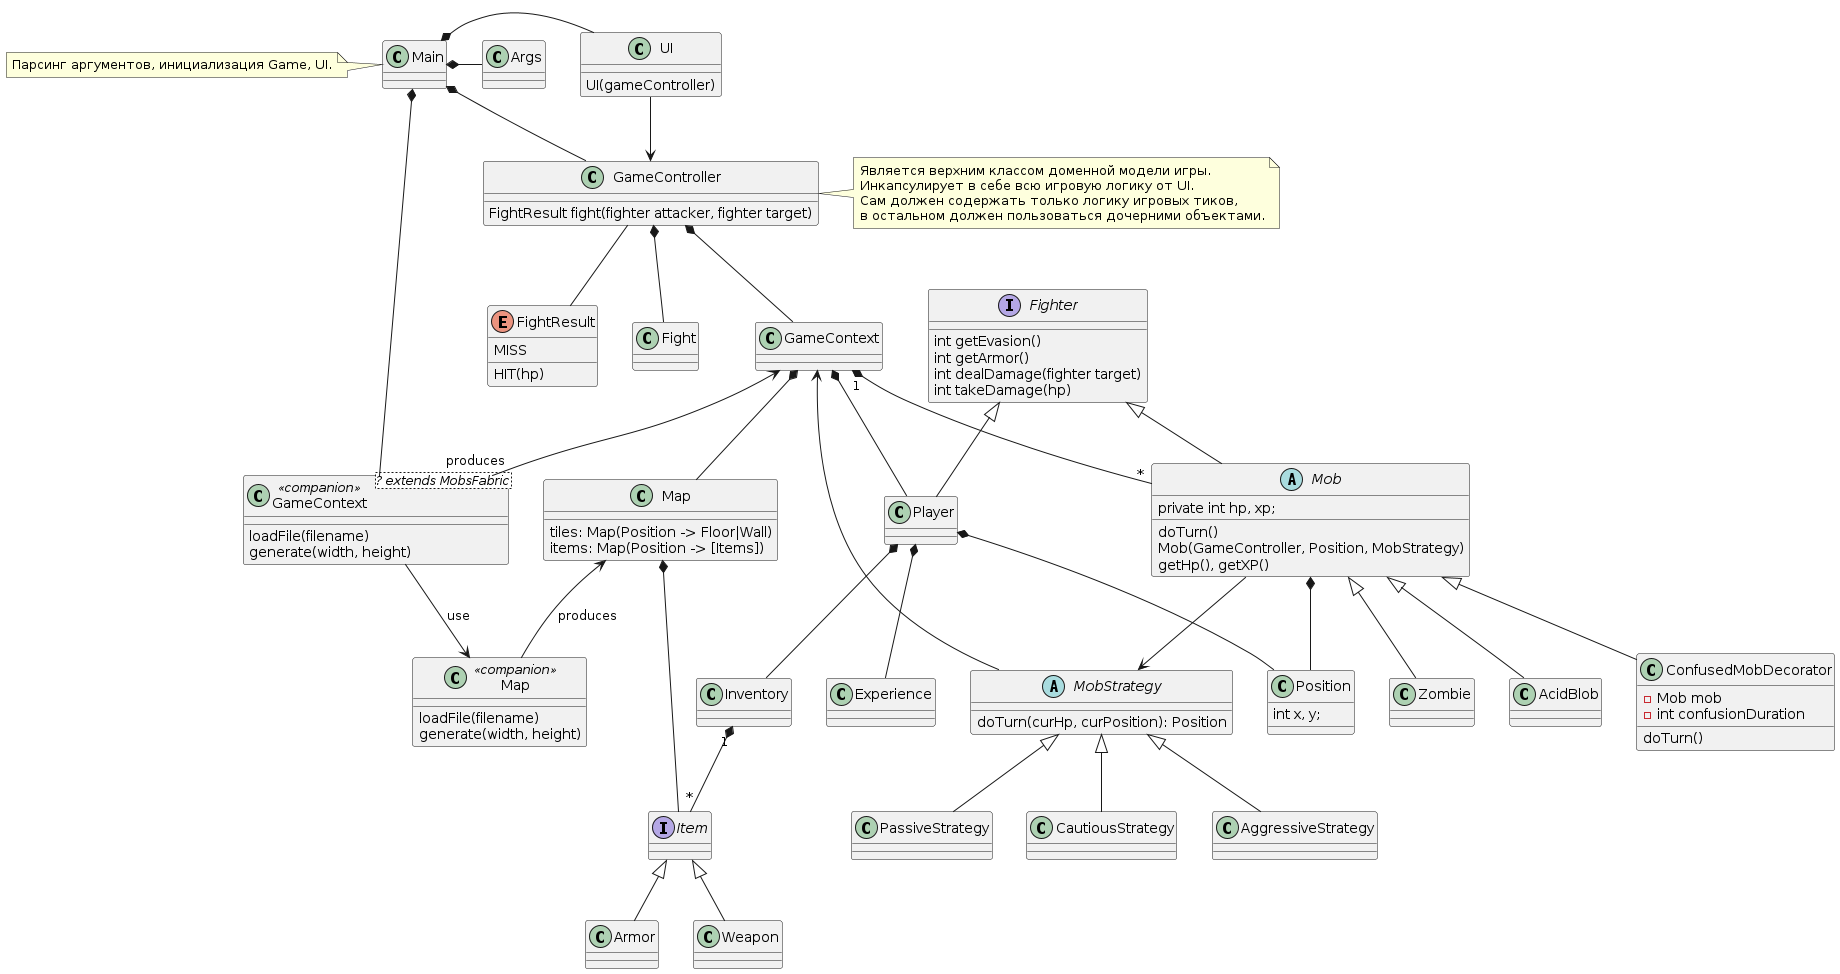 Парсинг аргументов, инициализация Game, UI.
C Main
C Args
C UI
UI(gameController)
C GameController
FightResult fight(fighter attacker, fighter target)
Является верхним классом доменной модели игры.
Инкапсулирует в себе всю игровую логику от UI.
Сам должен содержать только логику игровых тиков,
в остальном должен пользоваться дочерними объектами.
E FightResult
MISS
HIT(hp)
C Fight
C GameContext
1
I Fighter
int getEvasion()
int getArmor()
int dealDamage(fighter target)
int takeDamage(hp)
produces
*
? extends MobsFabric
C «companion»
GameContext
loadFile(filename)
generate(width, height)
C Map
tiles: Map(Position -> Floor|Wall)
items: Map(Position -> [Items])
C Player
A Mob
private int hp, xp;
doTurn()
Mob(GameController, Position, MobStrategy)
getHp(), getXP()
use
produces
C «companion»
Map
loadFile(filename)
generate(width, height)
C Inventory
1
C Experience
A MobStrategy
doTurn(curHp, curPosition): Position
C Position
int x, y;
C Zombie
C AcidBlob
C ConfusedMobDecorator
Mob mob
int confusionDuration
doTurn()
*
I Item
C PassiveStrategy
C CautiousStrategy
C AggressiveStrategy
C Armor
C Weapon